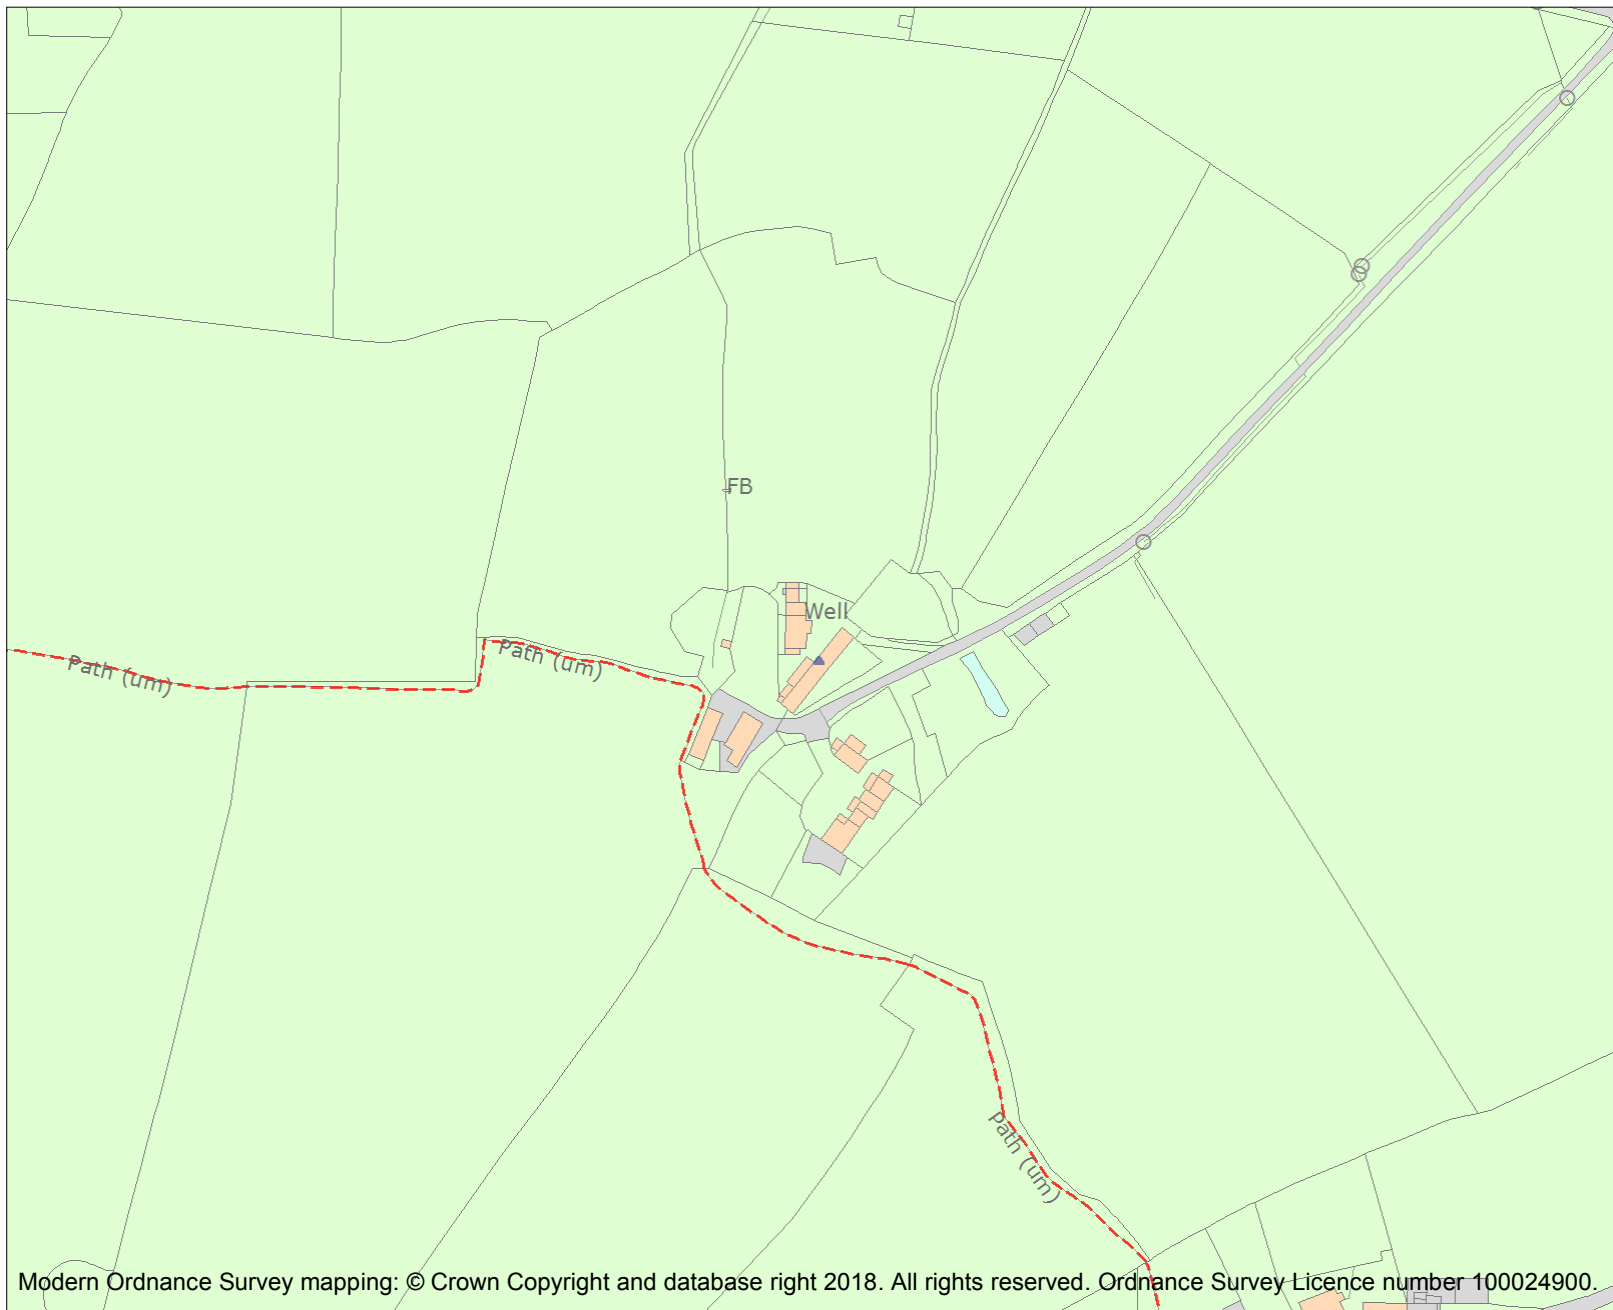 FB
Well
Path (um)
Path (um)
Path (um)
Modern Ordnance Survey mapping: © Crown Copyright and database right 2018. All rights reserved. Ordnance Survey Licence number 100024900.